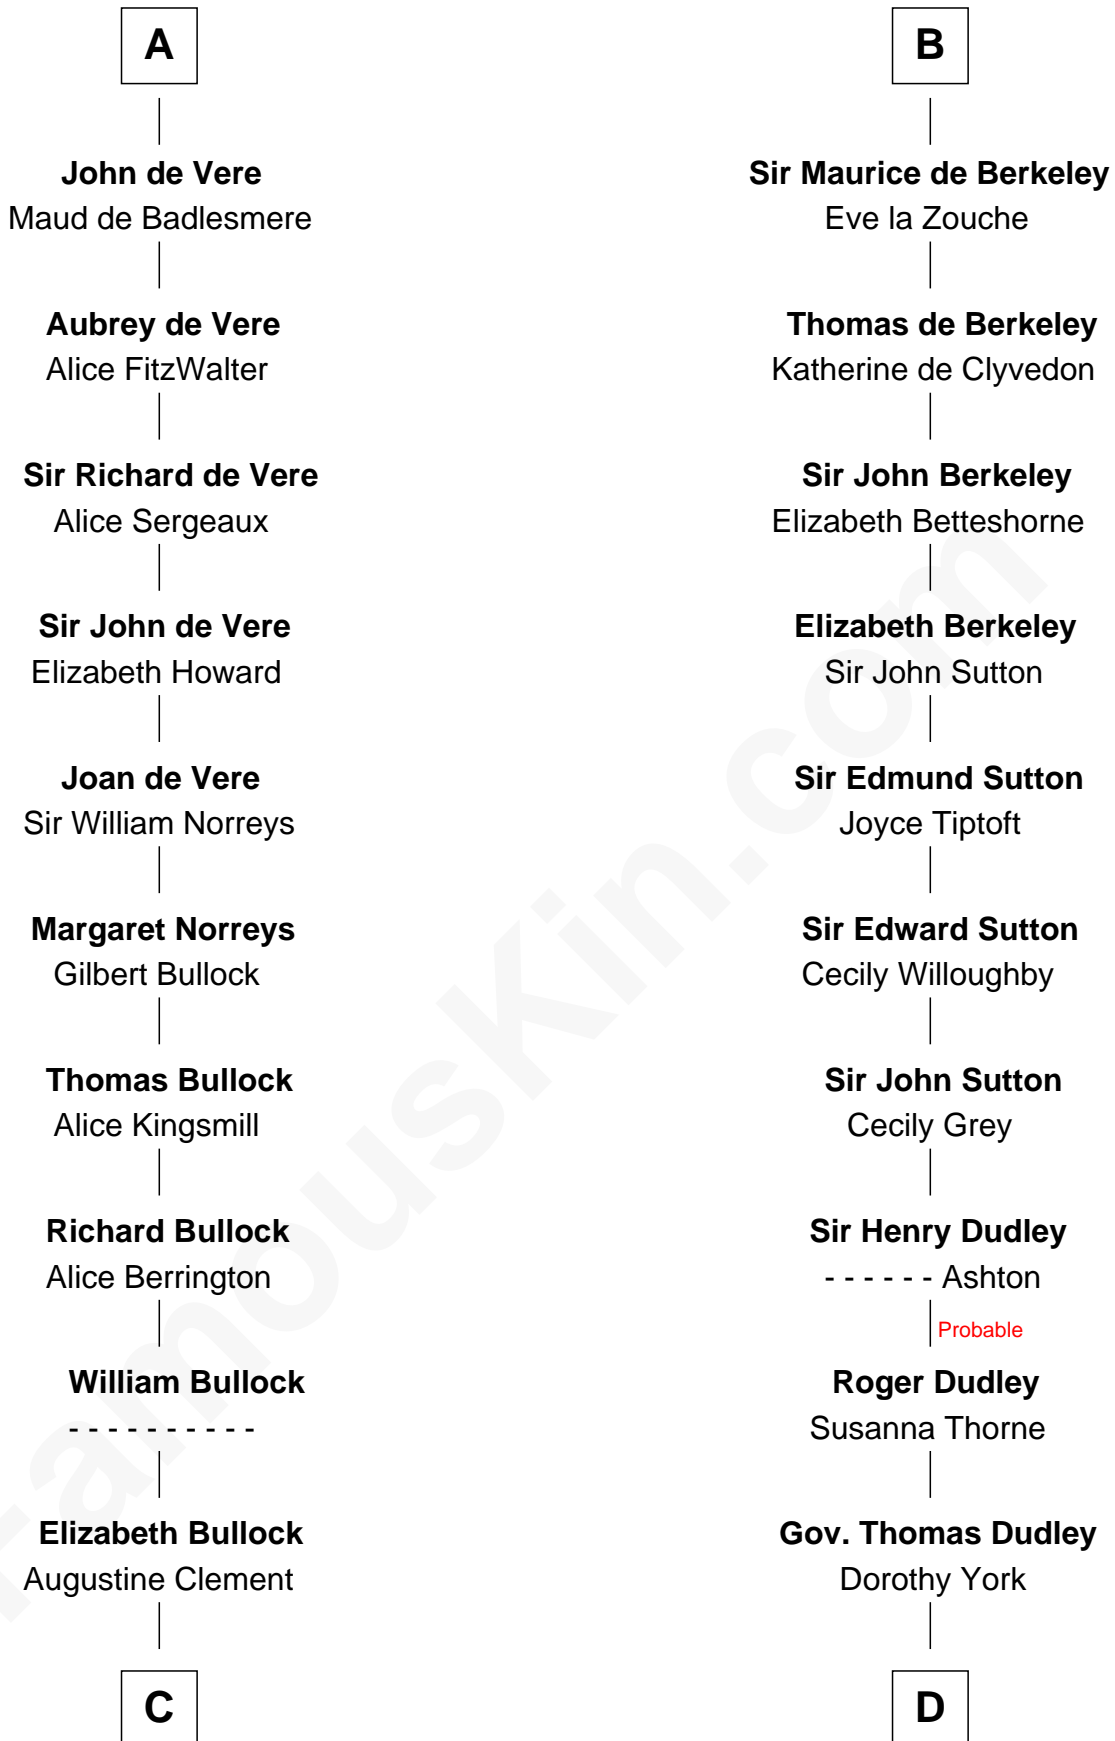 A
John de Vere
Maud de Badlesmere
Aubrey de Vere
Alice FitzWalter
Sir Richard de Vere
Alice Sergeaux
Sir John de Vere
Elizabeth Howard
Joan de Vere
Sir William Norreys
Margaret Norreys
Gilbert Bullock
Thomas Bullock
Alice Kingsmill
Richard Bullock
Alice Berrington
William Bullock
- - - - - - - - - -
Elizabeth Bullock
Augustine Clement
C
B
Sir Maurice de Berkeley
Eve la Zouche
Thomas de Berkeley
Katherine de Clyvedon
Sir John Berkeley
Elizabeth Betteshorne
Elizabeth Berkeley
Sir John Sutton
Sir Edmund Sutton
Joyce Tiptoft
Sir Edward Sutton
Cecily Willoughby
Sir John Sutton
Cecily Grey
Sir Henry Dudley
- - - - - - Ashton
Probable
Roger Dudley
Susanna Thorne
Gov. Thomas Dudley
Dorothy York
D
FamousKin.com